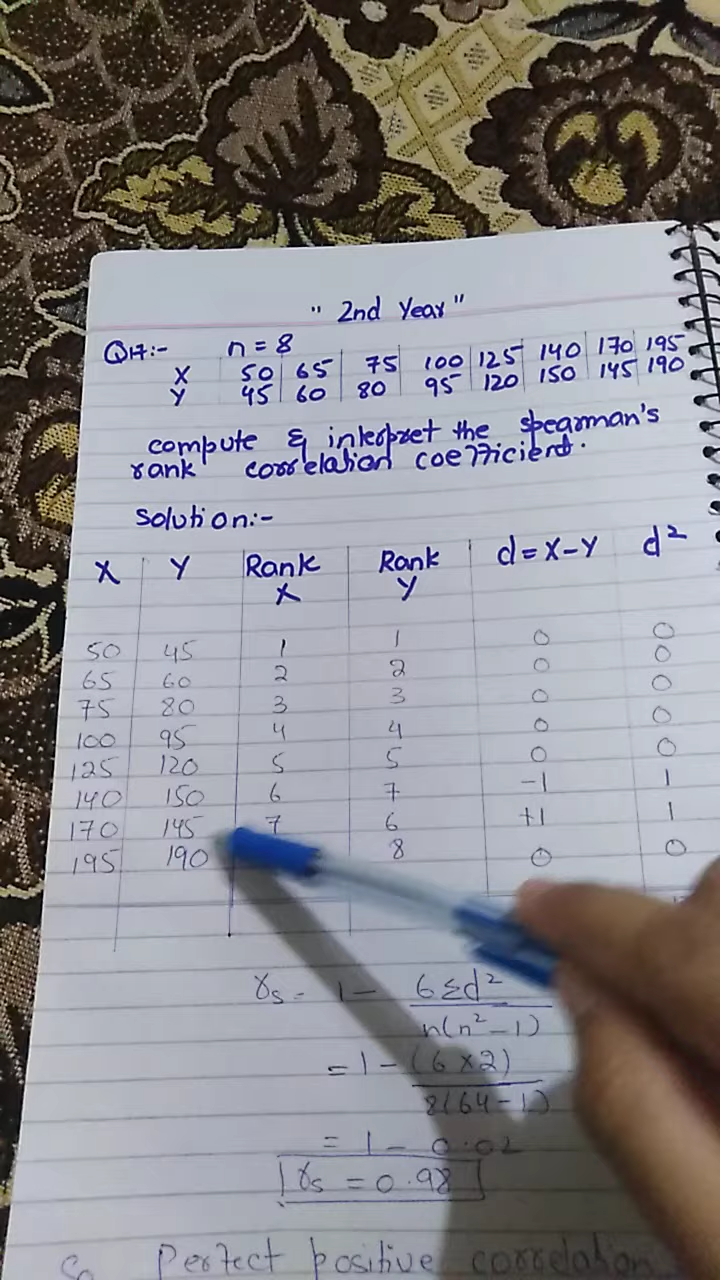 " 2nd Year "
Q17:- n = 8
X 50 65 75 100 125 140 170 195
Y 45 60 80 95 120 150 145 190
compute & interpret the spearman's
rank correlation coefficient.
Solution:-
X Y Rank X Rank Y d = X - Y d²
50 45 1 1 0 0
65 60 2 2 0 0
75 80 3 3 0 0
100 95 4 4 0 0
125 120 5 5 0 0
140 150 6 7 -1 1
170 145 7 6 +1 1
195 190 8 0 0
rs = 1 - 6Σd² / n(n² - 1)
= 1 - (6 × 2) / 8(64 - 1)
= 1 - 0.02
rs = 0.98
So Perfect positive correlation